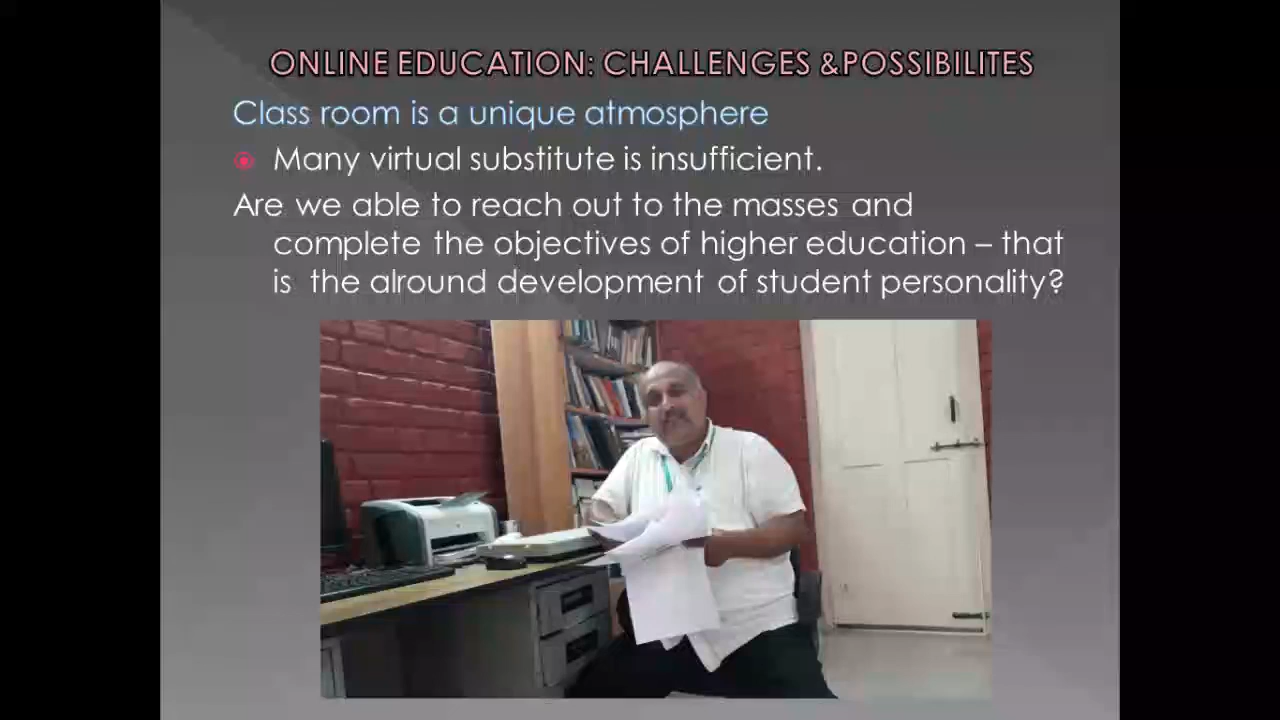 ONLINE EDUCATION: CHALLENGES &POSSIBILITES
Class room is a unique atmosphere
Many virtual substitute is insufficient.
Are we able to reach out to the masses and
complete the objectives of higher education – that
is the alround development of student personality?